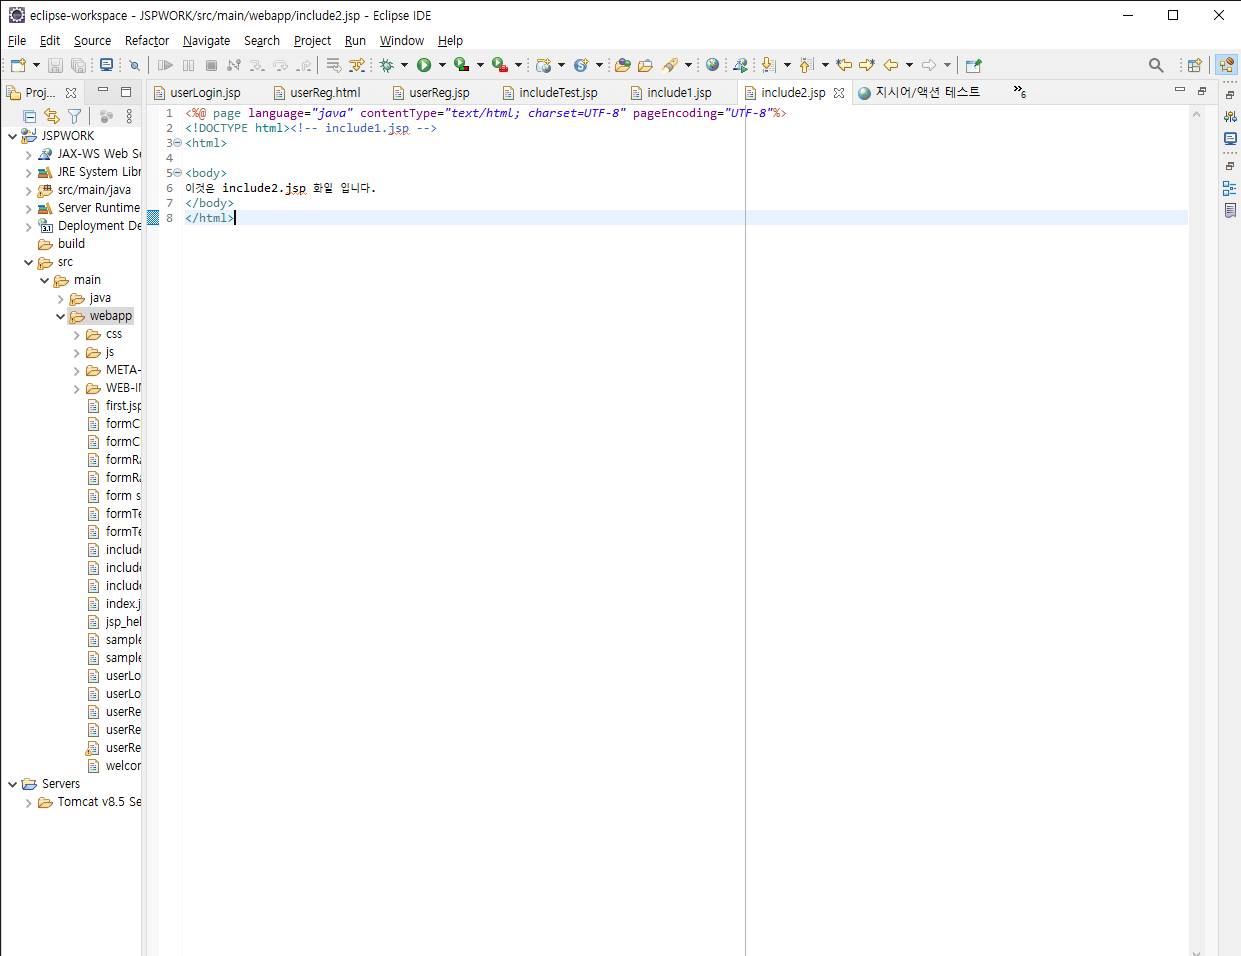 eclipse-workspace - JSPWORK/src/main/webapp/include2.jsp - Eclipse IDE
File Edit Source Refactor Navigate Search Project Run Window Help
Proj...
userLogin.jsp userReg.html userReg.jsp includeTest.jsp include1.jsp include2.jsp 지시어/액션 테스트 »6
JSPWORK
JAX-WS Web Se
JRE System Libr
src/main/java
Server Runtime
Deployment De
build
src
main
java
webapp
css
js
META-
WEB-IN
first.jsp
formCh
formCh
formRa
formRa
form s
formTe
formTe
include
include
include
index.j
jsp_hel
sample
sample
userLo
userLo
userRe
userRe
userRe
welcon
Servers
Tomcat v8.5 Se
1 <%@ page language="java" contentType="text/html; charset=UTF-8" pageEncoding="UTF-8"%>
2 <!DOCTYPE html><!-- include1.jsp -->
3 <html>
4
5 <body>
6 이것은 include2.jsp 화일 입니다.
7 </body>
8 </html>